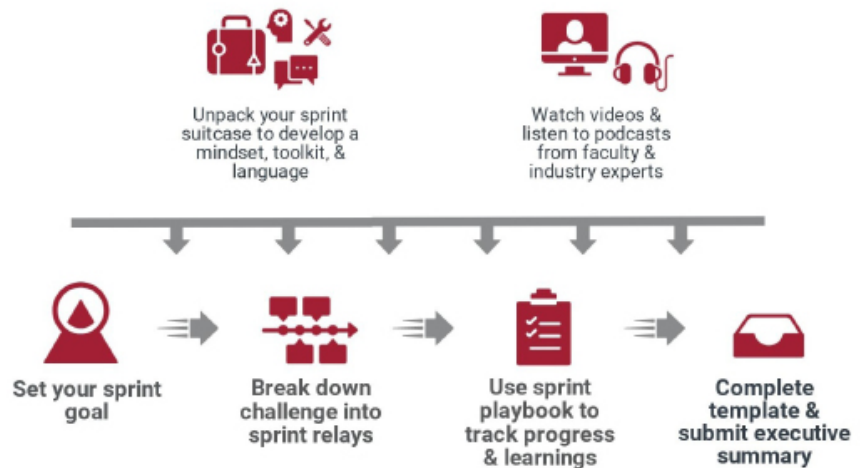 Unpack your sprint
suitcase to develop a
mindset, toolkit, &
language
Watch videos &
listen to podcasts
from faculty &
industry experts
Set your sprint
goal
Break down
challenge into
sprint relays
Use sprint
playbook to
track progress
& learnings
Complete
template &
submit executive
summary